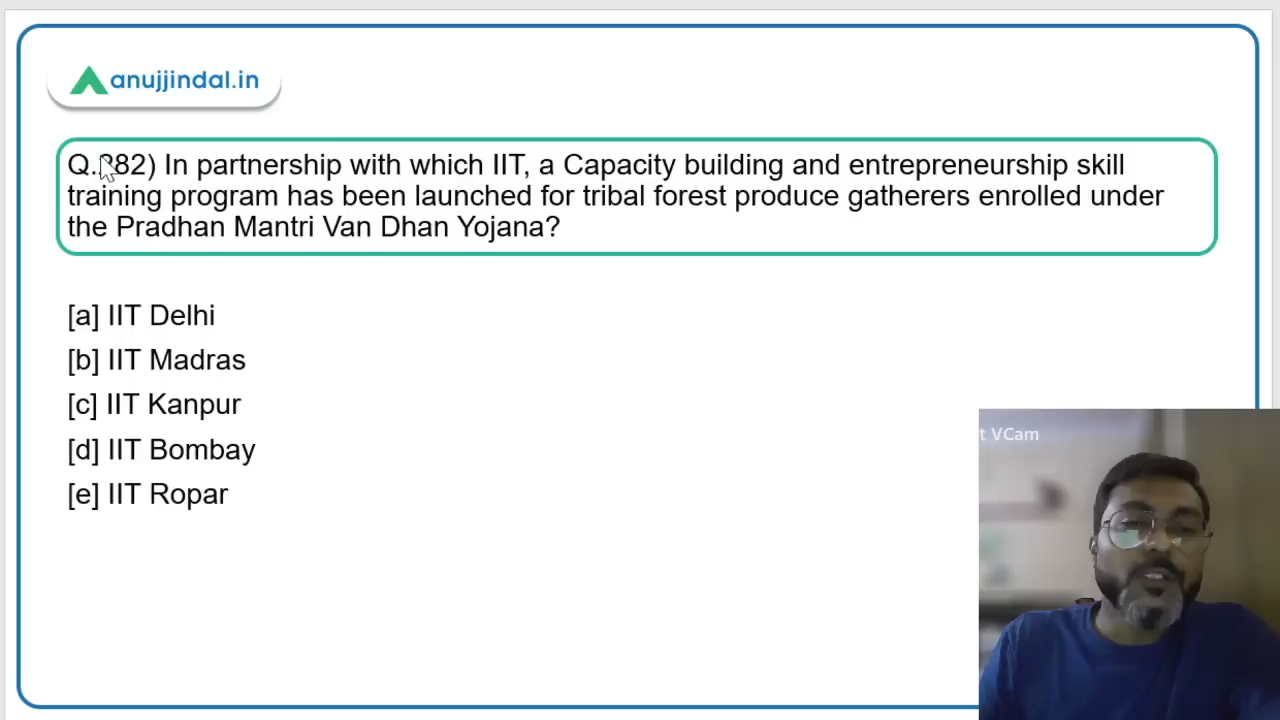 anujjindal.in
In partnership with which IIT, a Capacity building and entrepreneurship skill
training program has been launched for tribal forest produce gatherers enrolled under
the Pradhan Mantri Van Dhan Yojana?
[a] IIT Delhi
[b] IIT Madras
[c] IIT Kanpur
[d] IIT Bombay
[e] IIT Ropar
t VCam